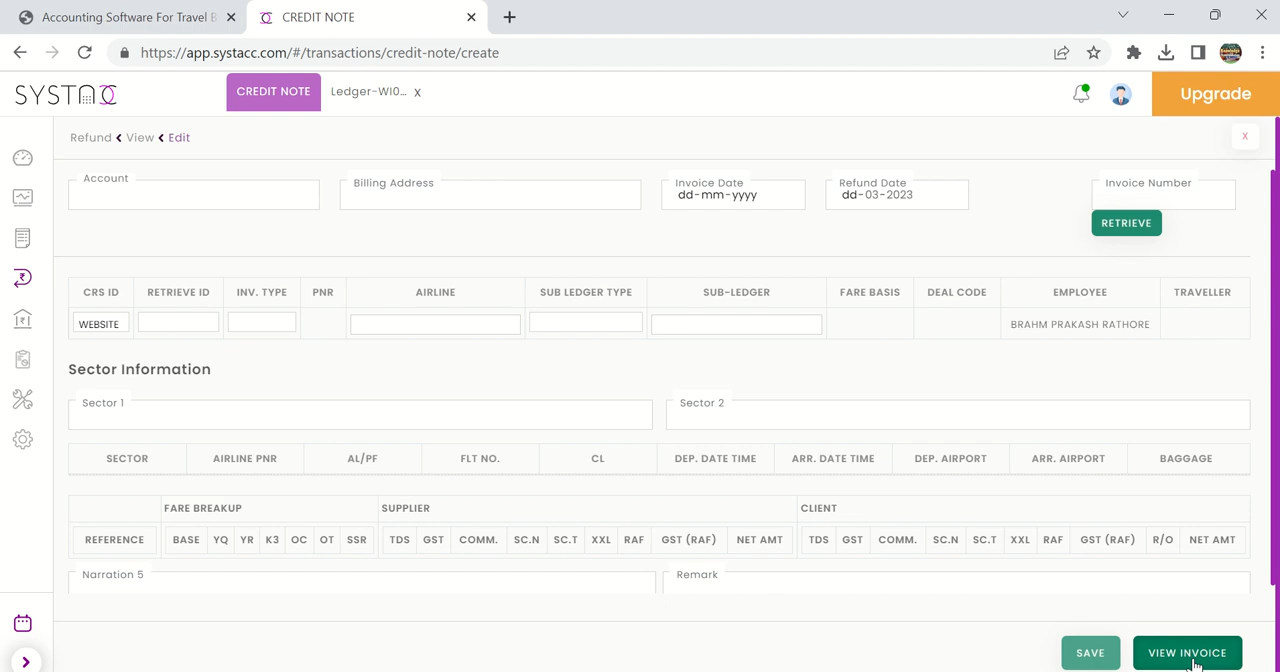 Accounting Software For Travel B
CREDIT NOTE
https://app.systacc.com/#/transactions/credit-note/create
SYSTACC
CREDIT NOTE
Ledger-WI0... X
Upgrade
Refund View Edit
X
Account
Billing Address
Invoice Date
dd-mm-yyyy
Refund Date
dd-03-2023
Invoice Number
RETRIEVE
CRS ID RETRIEVE ID INV. TYPE PNR AIRLINE SUB LEDGER TYPE SUB-LEDGER FARE BASIS DEAL CODE EMPLOYEE TRAVELLER
WEBSITE BRAHM PRAKASH RATHORE
Sector Information
Sector 1 Sector 2
SECTOR AIRLINE PNR AL/PF FLT NO. CL DEP. DATE TIME ARR. DATE TIME DEP. AIRPORT ARR. AIRPORT BAGGAGE
FARE BREAKUP SUPPLIER CLIENT
REFERENCE BASE YQ YR K3 OC OT SSR TDS GST COMM. SC.N SC.T XXL RAF GST (RAF) NET AMT TDS GST COMM. SC.N SC.T XXL RAF GST (RAF) R/O NET AMT
Narration 5 Remark
SAVE VIEW INVOICE